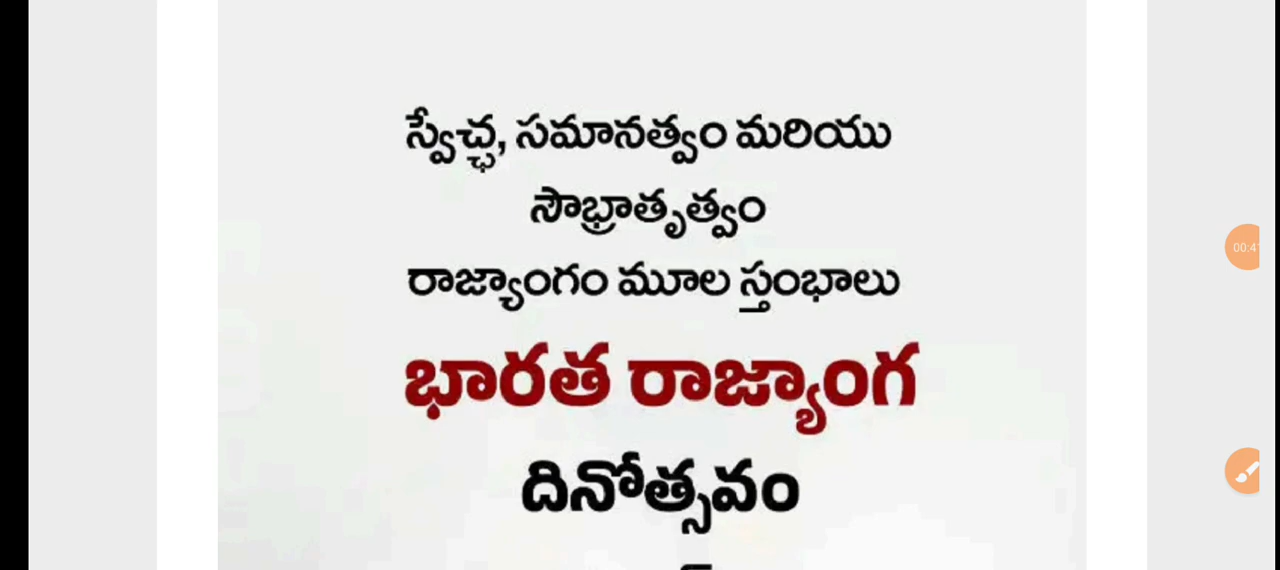 స్వేచ్ఛ, సమానత్వం మరియు
సౌభ్రాతృత్వం
రాజ్యాంగం మూల స్తంభాలు
భారత రాజ్యాంగ
దినోత్సవం